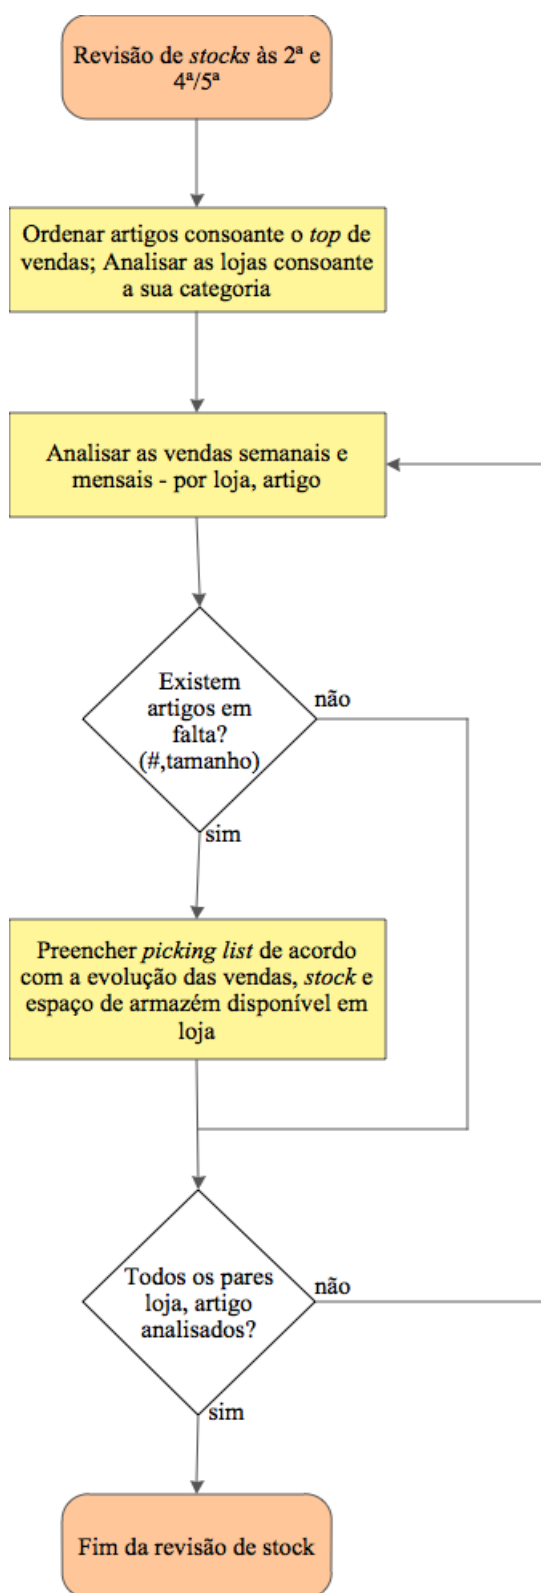 Revisão de stocks às 2ª e
4ª/5ª
Ordenar artigos consoante o top de
vendas; Analisar as lojas consoante
a sua categoria
Analisar as vendas semanais e
mensais - por loja, artigo
Existem
artigos em
falta?
(#,tamanho)
não
sim
Preencher picking list de acordo
com a evolução das vendas, stock e
espaço de armazém disponível em
loja
Todos os pares
loja, artigo
analisados?
não
sim
Fim da revisão de stock